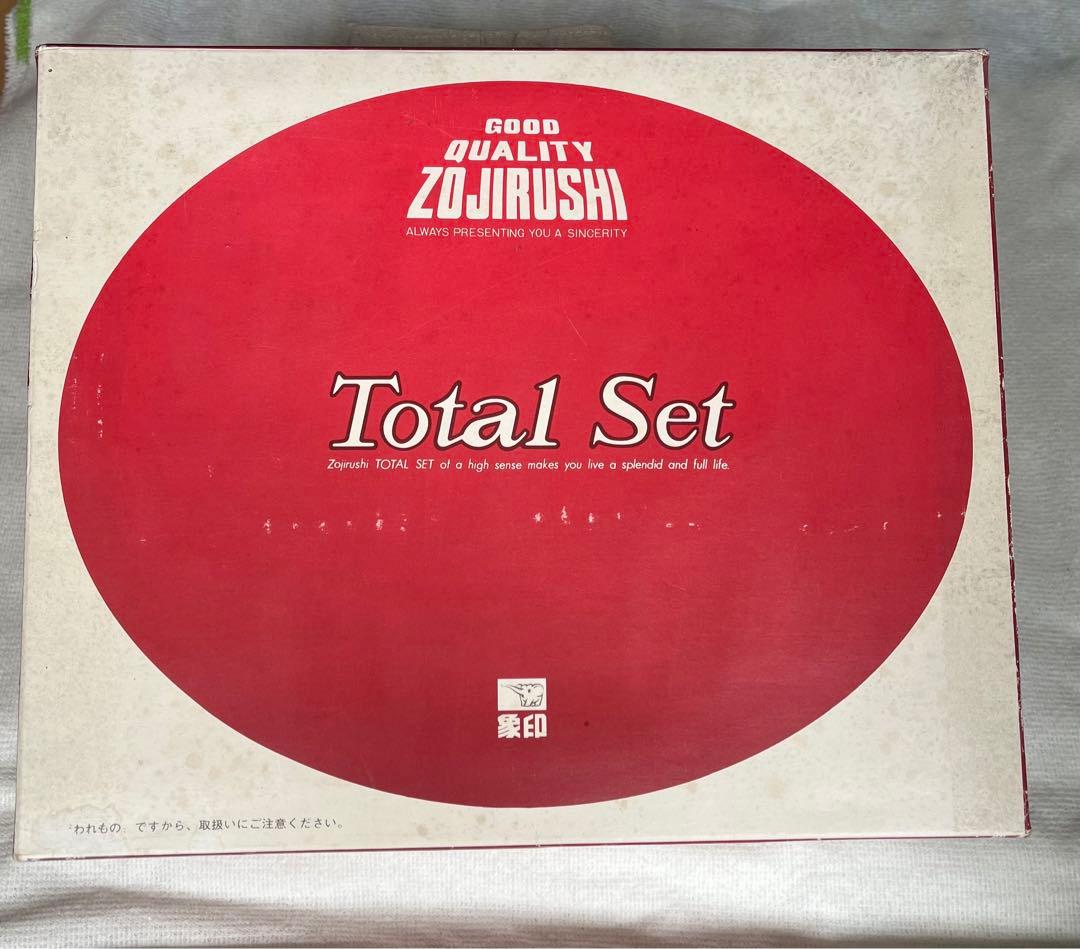 GOOD
QUALITY
ZOJIRUSHI
ALWAYS PRESENTING YOU A SINCERITY
Total Set
Zojirushi TOTAL SET of a high sense makes you live a splendid and full life.
象印
われもの ですから、取扱いにご注意ください。